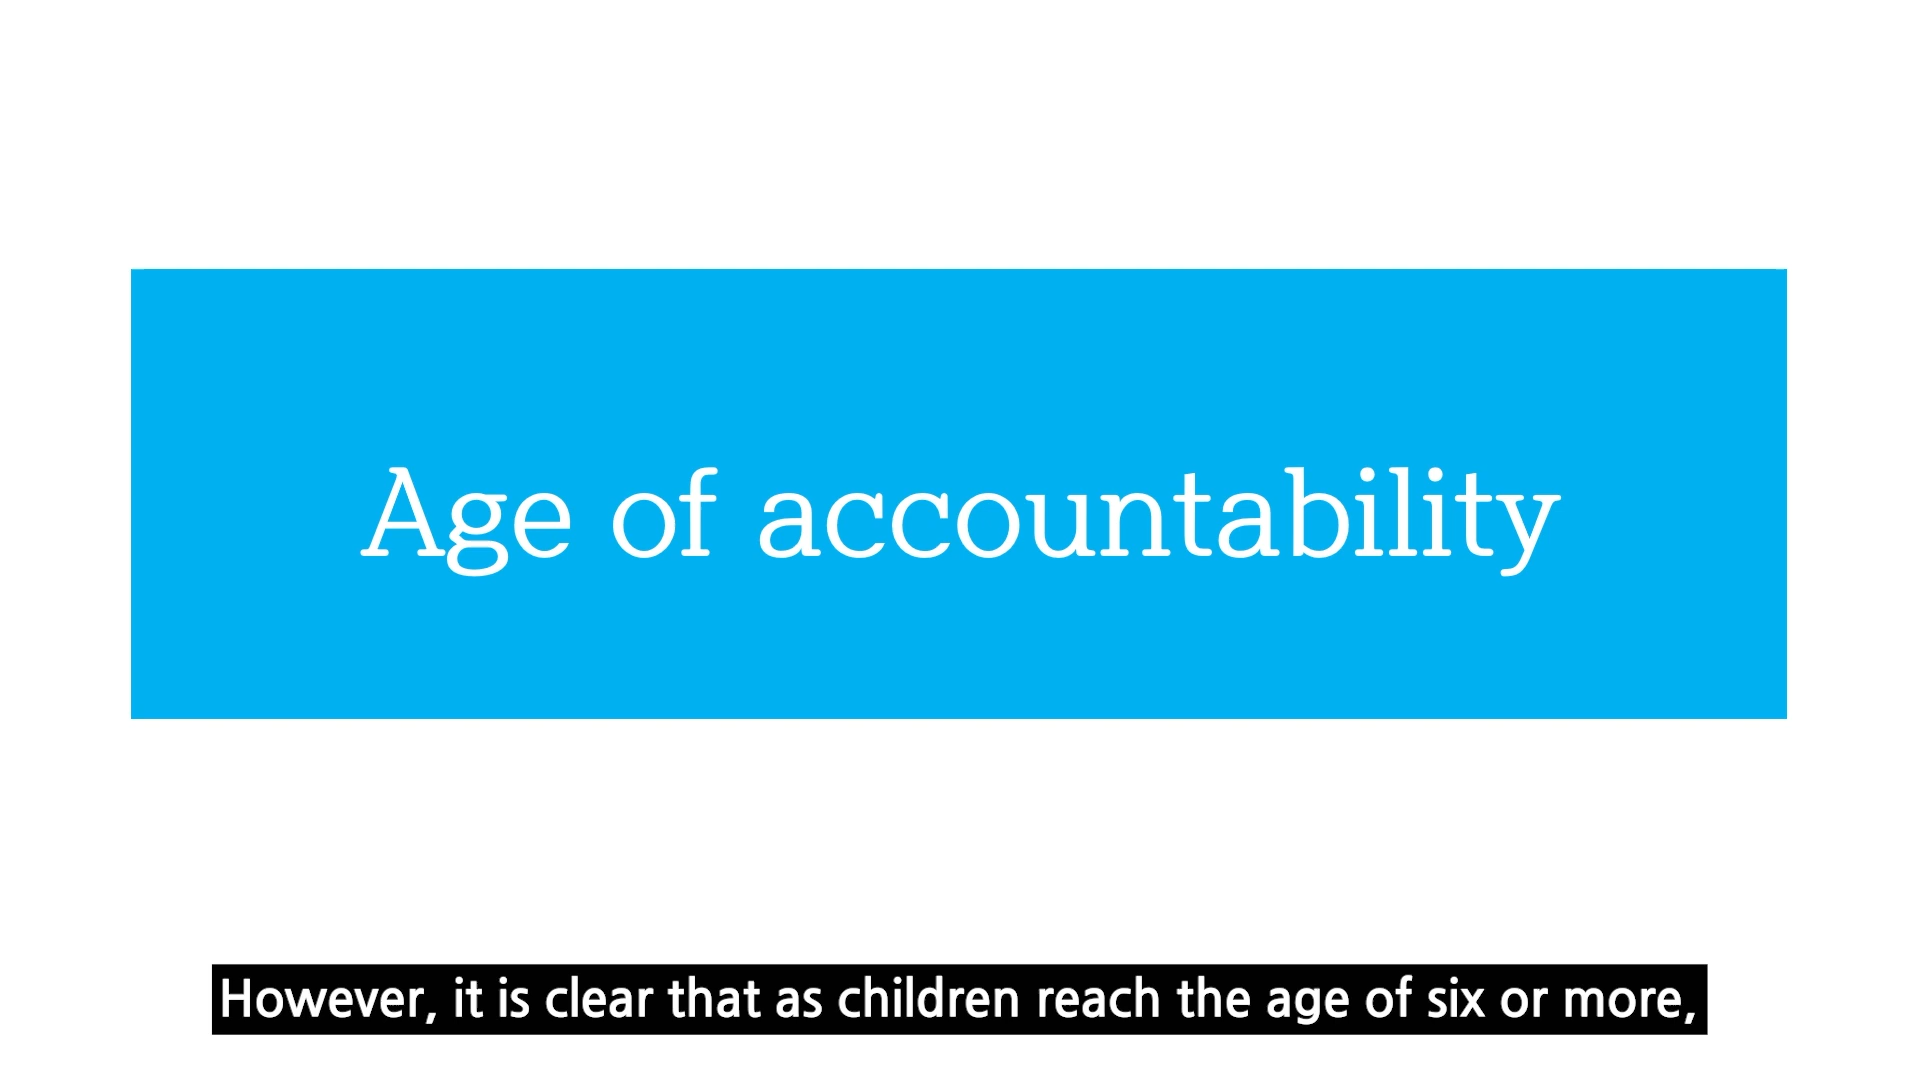 Age of accountability
However, it is clear that as children reach the age of six or more,